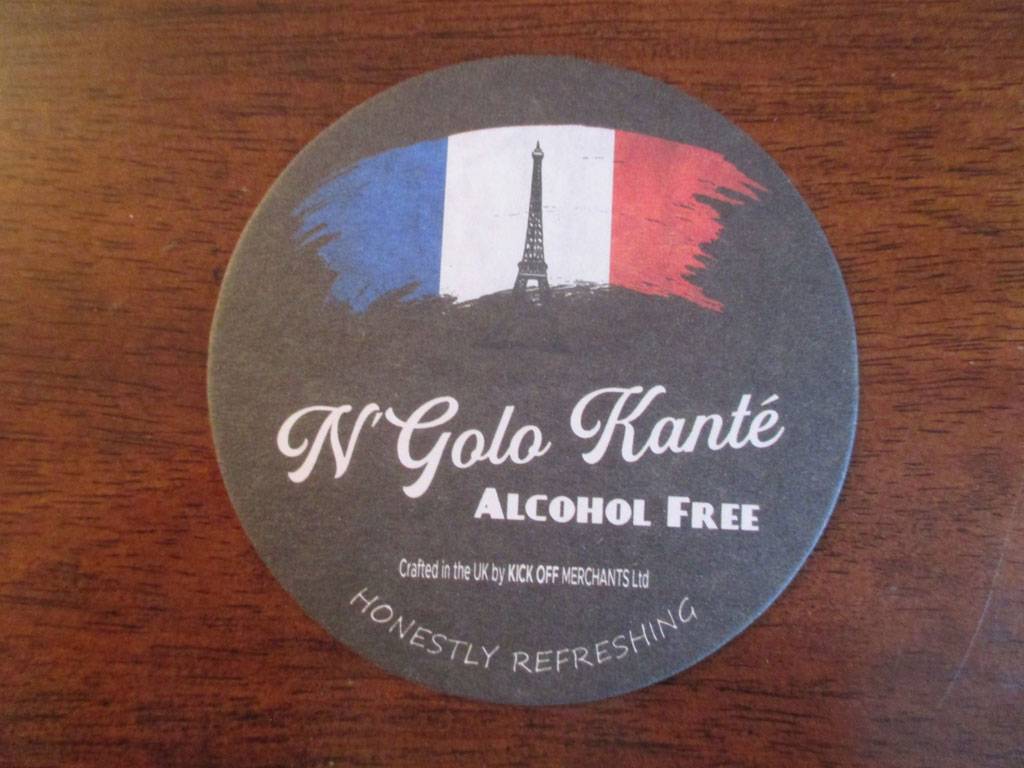 N'Golo Kanté
ALCOHOL FREE
Crafted in the UK by KICK OFF MERCHANTS Ltd
HONESTLY REFRESHING